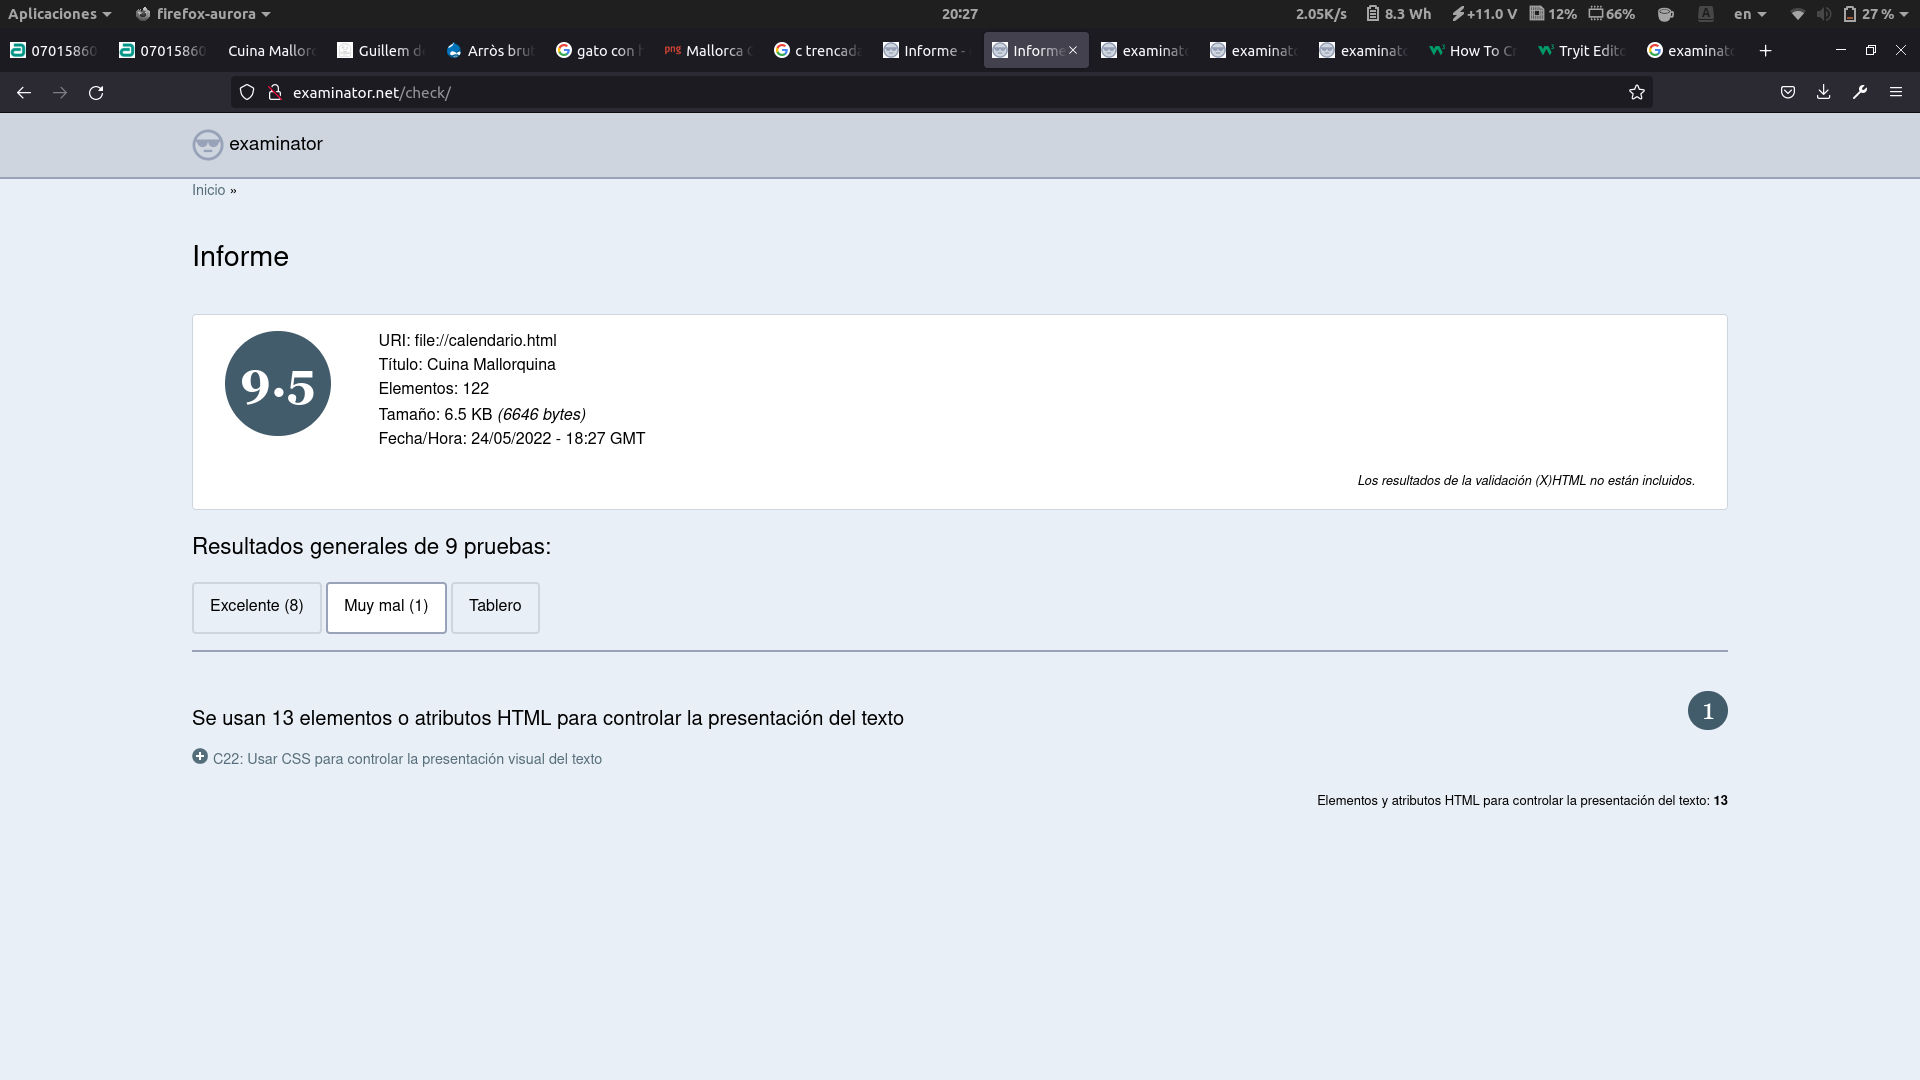 Aplicaciones firefox-aurora 20:27 2.05K/s 8.3 Wh +11.0 V 12% 66% A en 27 %
07015860 07015860 Cuina Mallor Guillem d Arròs bru gato con png Mallorca c trencada Informe - Informe examinat examinat examinat How To C Tryit Edit examinat
examinator.net/check/
examinator
Inicio »
Informe
9.5
URI: file://calendario.html
Título: Cuina Mallorquina
Elementos: 122
Tamaño: 6.5 KB (6646 bytes)
Fecha/Hora: 24/05/2022 - 18:27 GMT
Los resultados de la validación (X)HTML no están incluidos.
Resultados generales de 9 pruebas:
Excelente (8) Muy mal (1) Tablero
Se usan 13 elementos o atributos HTML para controlar la presentación del texto 1
C22: Usar CSS para controlar la presentación visual del texto
Elementos y atributos HTML para controlar la presentación del texto: 13